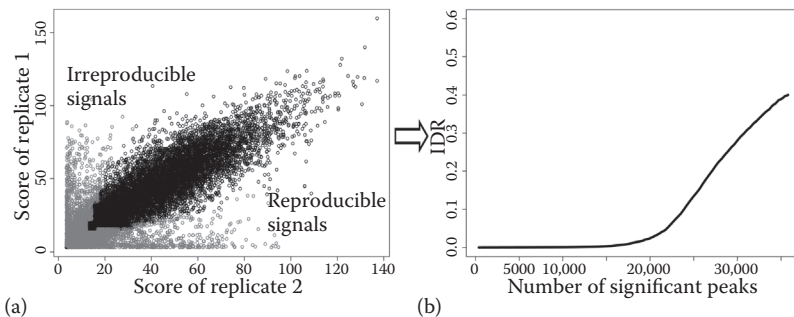 150
100
50
0
Score of replicate 1
Irreproducible
signals
Reproducible
signals
0 20 40 60 80 100 120 140
Score of replicate 2
(a)
0.6
0.5
0.4
0.3
0.2
0.1
0.0
IDR
0 5000 10,000 20,000 30,000
Number of significant peaks
(b)